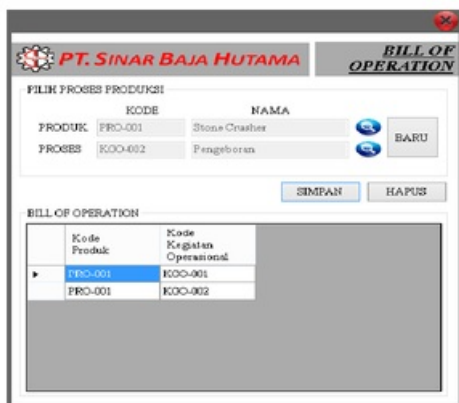 PT. SINAR BAJA HUTAMA
BILL OF
OPERATION
PILIH PROSES PRODUKSI
KODE NAMA
PRODUK PRO-001 Stone Crusher
PROSES KOO-002 Pengeboran
BARU
SIMPAN HAPUS
BILL OF OPERATION
Kode Produk Kode Kegiatan Operasional
PRO-001 KOO-001
PRO-001 KOO-002